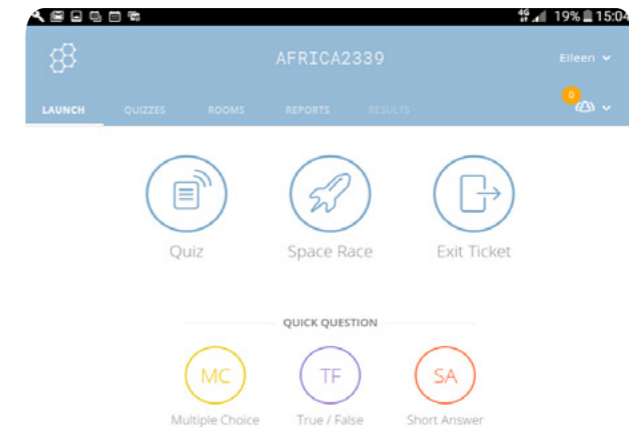 4G 19% 15:04
AFRICA2339 Eileen
0
LAUNCH QUIZZES ROOMS REPORTS RESULTS
Quiz Space Race Exit Ticket
QUICK QUESTION
MC TF SA
Multiple Choice True / False Short Answer